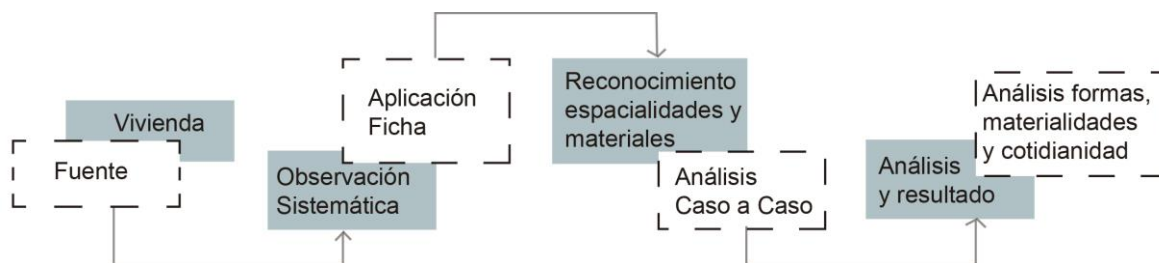 Vivienda
Fuente
Aplicación
Ficha
Observación
Sistemática
Reconocimiento
espacialidades y
materiales
Análisis
Caso a Caso
Análisis formas,
materialidades
y cotidianidad
Análisis
y resultado